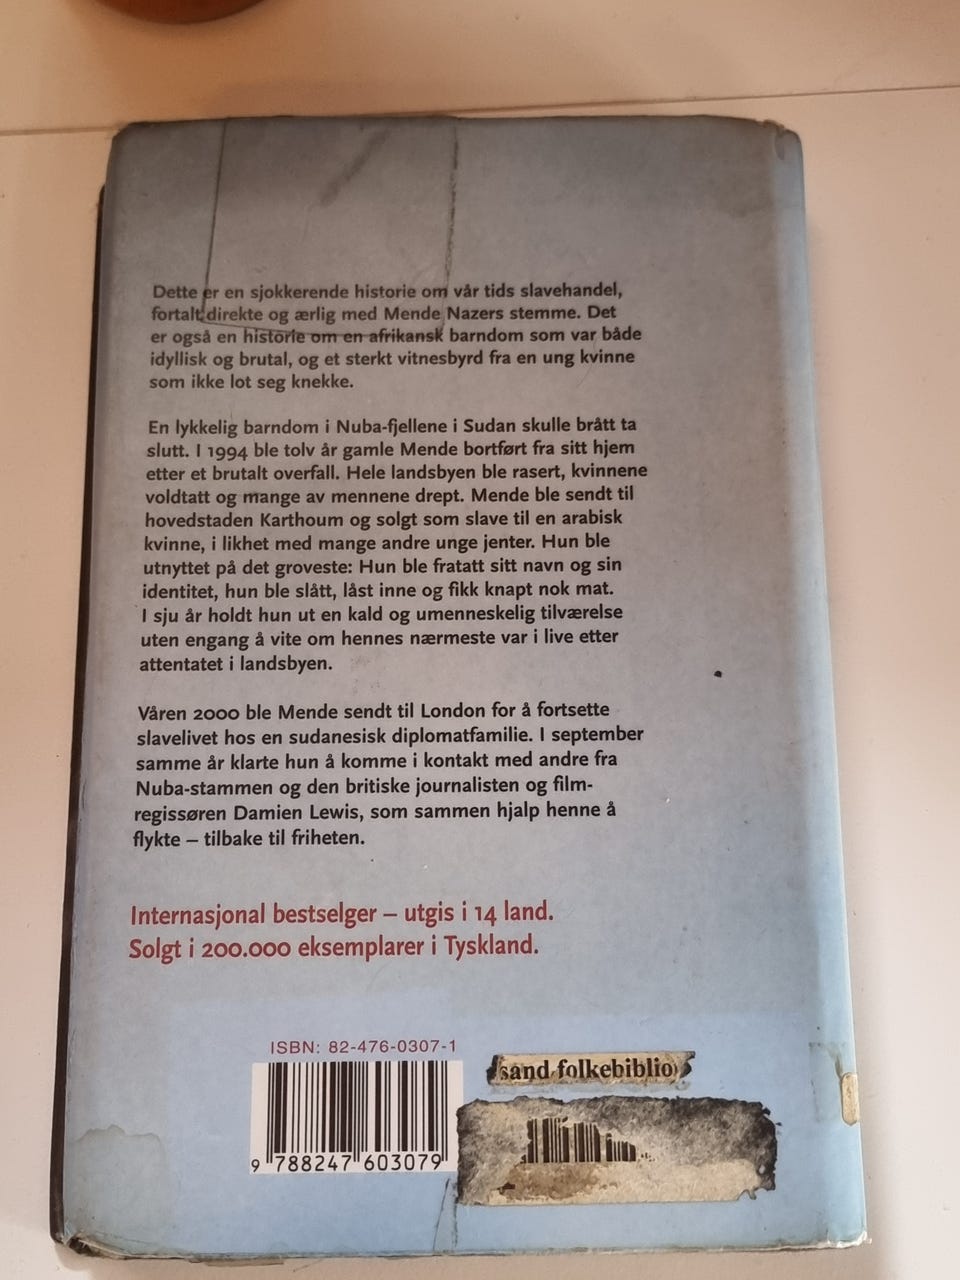 Dette er en sjokkerende historie om vår tids slavehandel,
fortalt direkte og ærlig med Mende Nazers stemme. Det
er også en historie om en afrikansk barndom som var både
idyllisk og brutal, og et sterkt vitnesbyrd fra en ung kvinne
som ikke lot seg knekke.
En lykkelig barndom i Nuba-fjellene i Sudan skulle brått ta
slutt. I 1994 ble tolv år gamle Mende bortført fra sitt hjem
etter et brutalt overfall. Hele landsbyen ble rasert, kvinnene
voldtatt og mange av mennene drept. Mende ble sendt til
hovedstaden Karthoum og solgt som slave til en arabisk
kvinne, i likhet med mange andre unge jenter. Hun ble
utnyttet på det groveste: Hun ble fratatt sitt navn og sin
identitet, hun ble slått, låst inne og fikk knapt nok mat.
I sju år holdt hun ut en kald og umenneskelig tilværelse
uten engang å vite om hennes nærmeste var i live etter
attentatet i landsbyen.
Våren 2000 ble Mende sendt til London for å fortsette
slavelivet hos en sudanesisk diplomatfamilie. I september
samme år klarte hun å komme i kontakt med andre fra
Nuba-stammen og den britiske journalisten og film-
regissøren Damien Lewis, som sammen hjalp henne å
flykte – tilbake til friheten.
Internasjonal bestselger – utgis i 14 land.
Solgt i 200.000 eksemplarer i Tyskland.
ISBN: 82-476-0307-1
sand folkebiblio
9 788247 603079